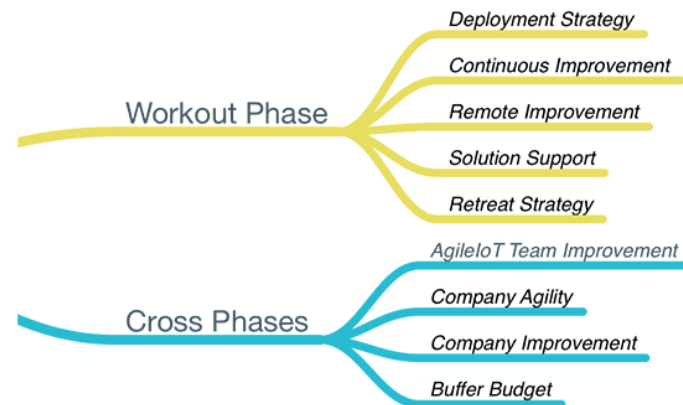 Deployment Strategy
Continuous Improvement
Workout Phase
Remote Improvement
Solution Support
Retreat Strategy
AgileIoT Team Improvement
Company Agility
Cross Phases
Company Improvement
Buffer Budget